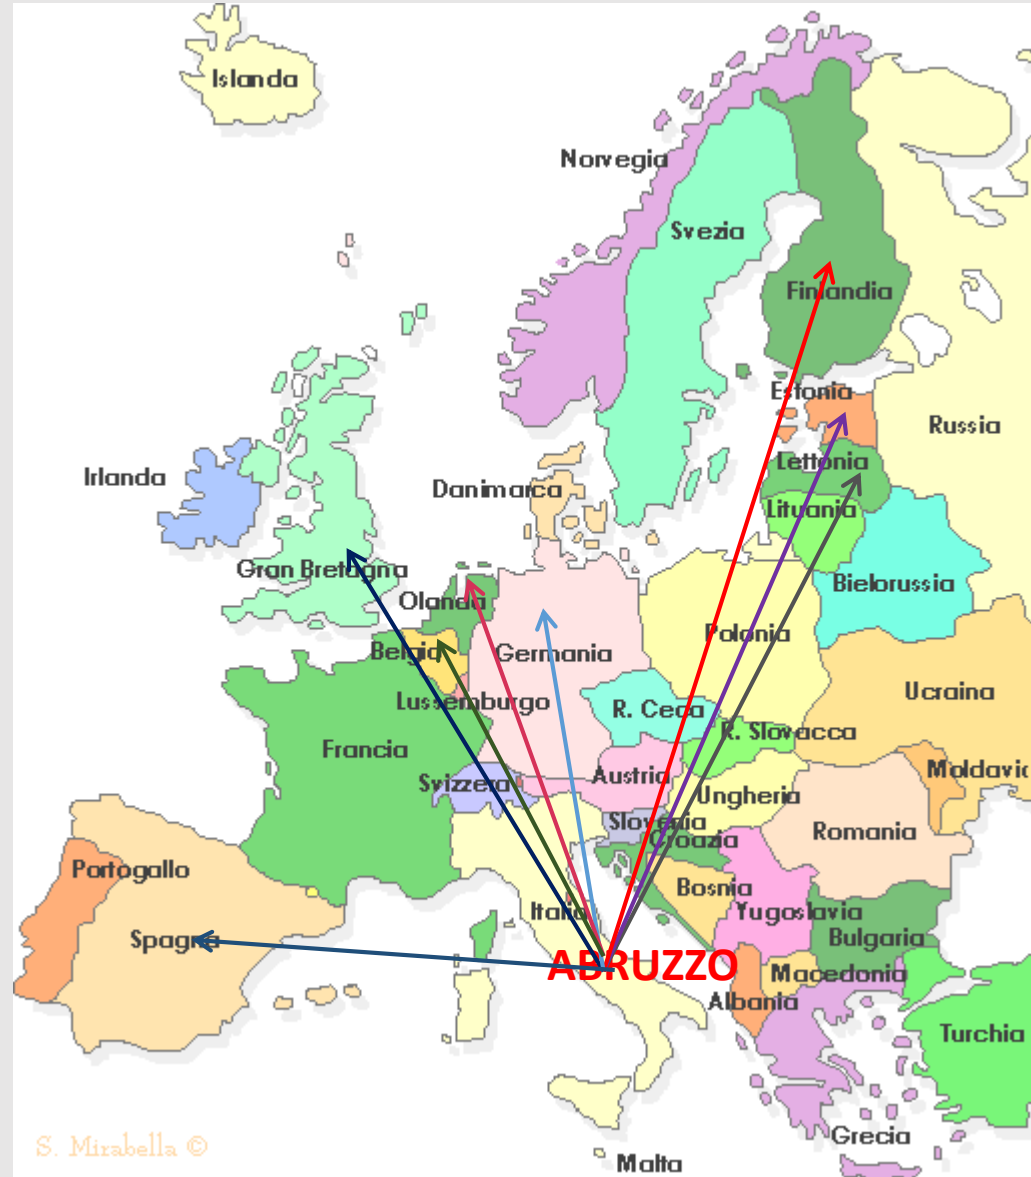 Islanda
Norvegia
Svezia
Finlandia
Estonia
Russia
Lettonia
Irlanda
Danimarca
Lituania
Gran Bretagna
Bielorussia
Olanda
Polonia
Belgio
Germania
Lussemburgo
Ucraina
R. Ceca
R. Slovacca
Francia
Svizzera
Austria
Moldavic
Ungheria
Slovenia
Romania
Croazia
Portogallo
Bosnia
Italia
Yugoslavia
Spagna
Bulgaria
ABRUZZO
Macedonia
Albania
Turchia
Grecia
S. Mirabella ©
Malta